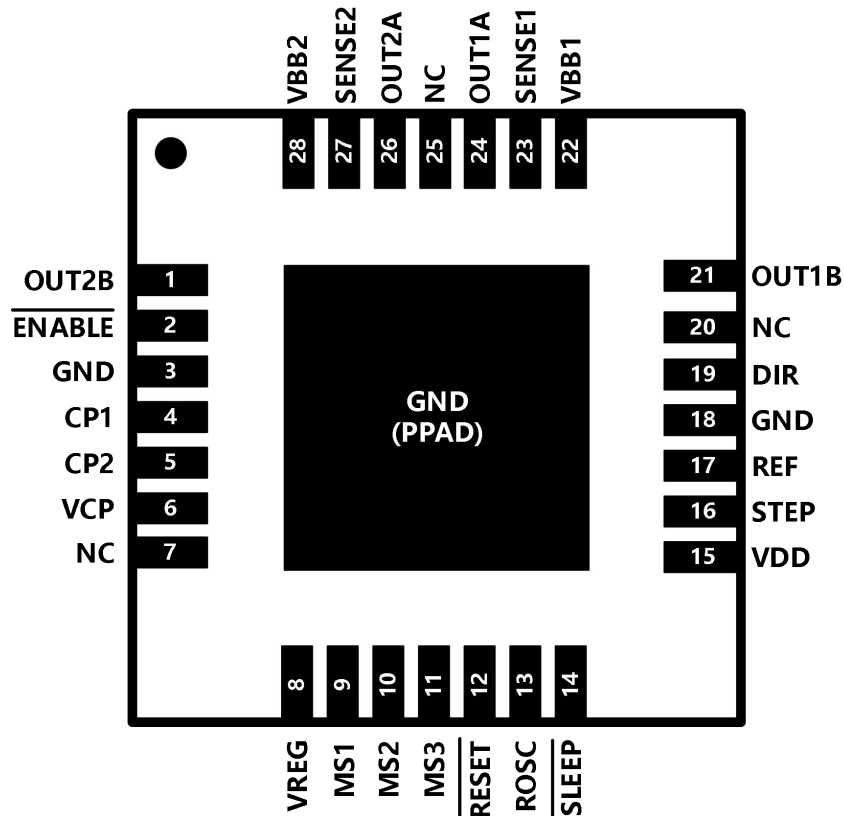 VBB2
SENSE2
OUT2A
NC
OUT1A
SENSE1
VBB1
28
27
26
25
24
23
22
OUT2B 1
ENABLE 2
GND 3
CP1 4
CP2 5
VCP 6
NC 7
GND
(PPAD)
21 OUT1B
20 NC
19 DIR
18 GND
17 REF
16 STEP
15 VDD
8
9
10
11
12
13
14
VREG
MS1
MS2
MS3
RESET
ROSC
SLEEP